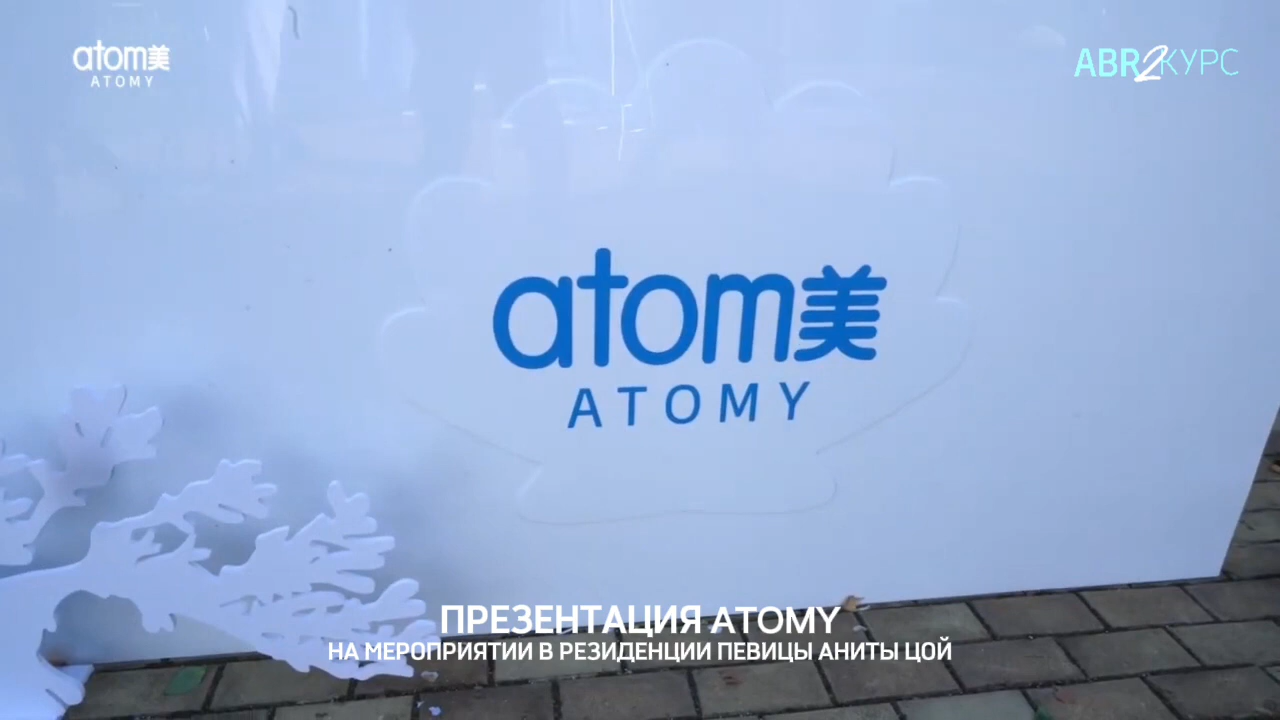 atom美
ATOMY
ABR2КУРС
atom美
ATOMY
ПРЕЗЕНТАЦИЯ ATOMY
НА МЕРОПРИЯТИИ В РЕЗИДЕНЦИИ ПЕВИЦЫ АНИТЫ ЦОЙ